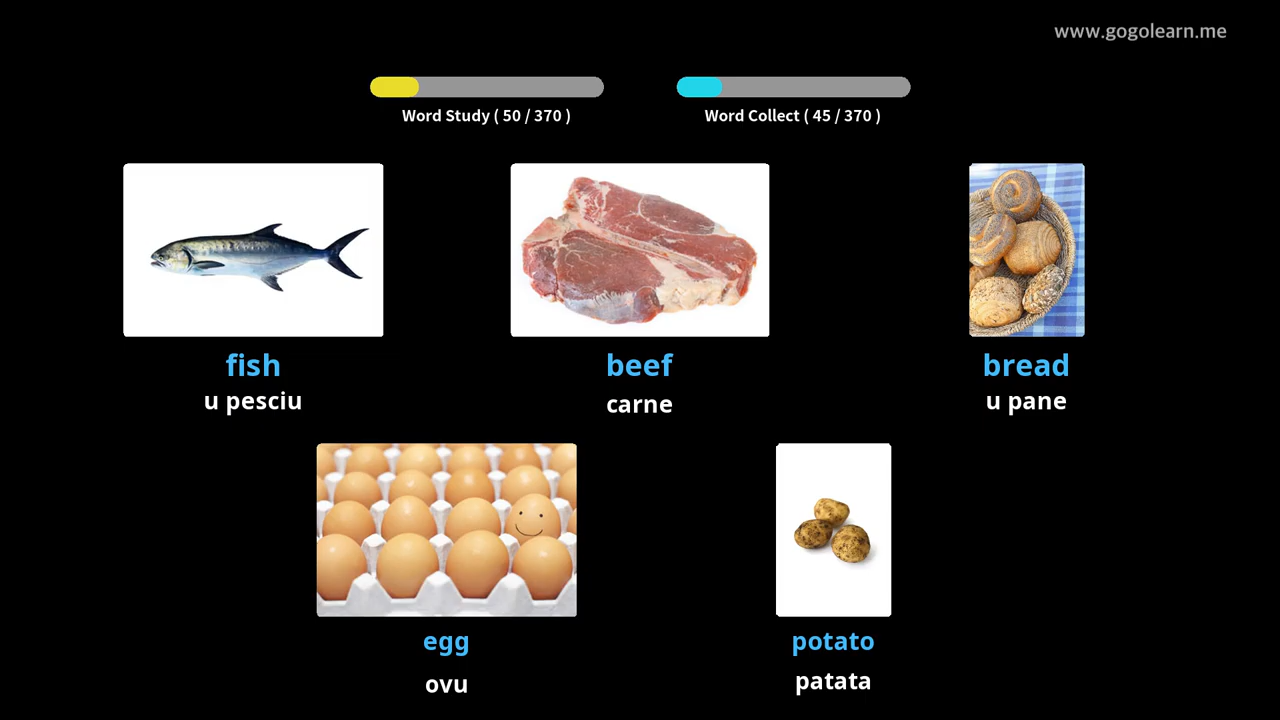 www.gogolearn.me
Word Study ( 50 / 370 )
Word Collect ( 45 / 370 )
fish
u pesciu
beef
carne
bread
u pane
egg
ovu
potato
patata